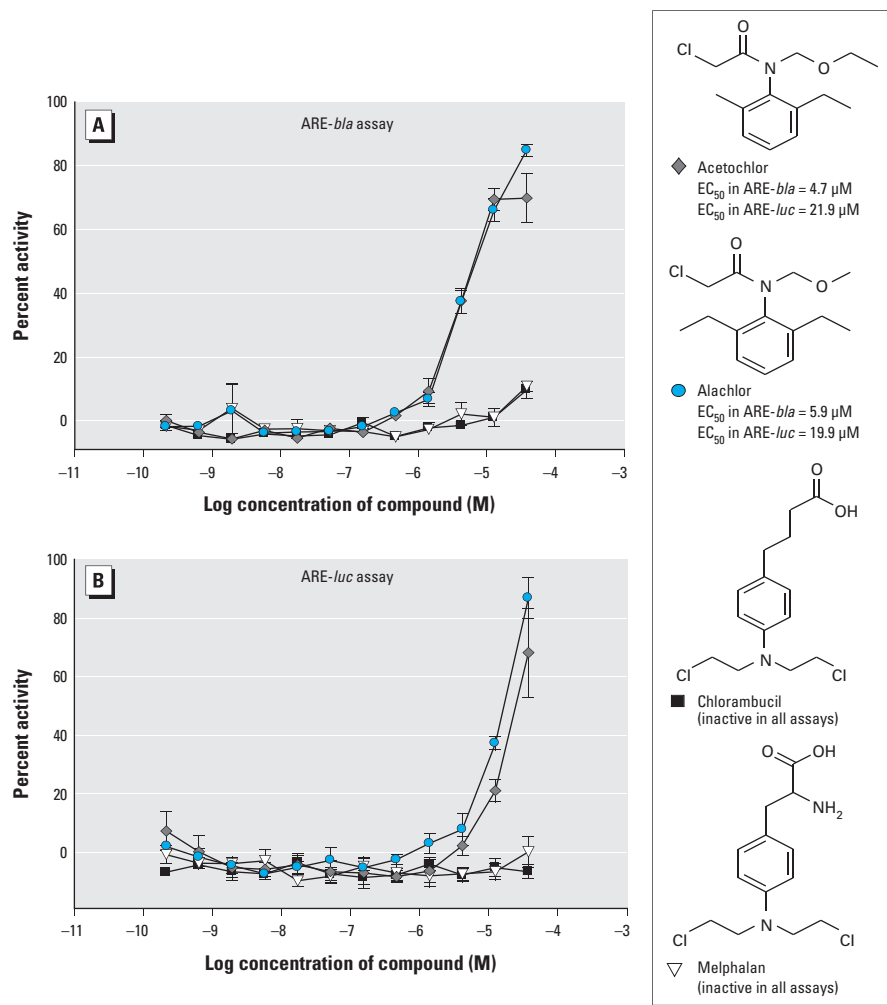 A
ARE-bla assay
Percent activity
100
80
60
40
20
0
–11
–10
–9
–8
–7
–6
–5
–4
–3
Log concentration of compound (M)
B
ARE-luc assay
Percent activity
100
80
60
40
20
0
–11
–10
–9
–8
–7
–6
–5
–4
–3
Log concentration of compound (M)
O
Cl
N
O
Acetochlor
EC50 in ARE-bla = 4.7 µM
EC50 in ARE-luc = 21.9 µM
O
Cl
N
O
Alachlor
EC50 in ARE-bla = 5.9 µM
EC50 in ARE-luc = 19.9 µM
O
OH
Cl
N
Cl
Chlorambucil
(inactive in all assays)
O
OH
NH2
Cl
N
Cl
Melphalan
(inactive in all assays)